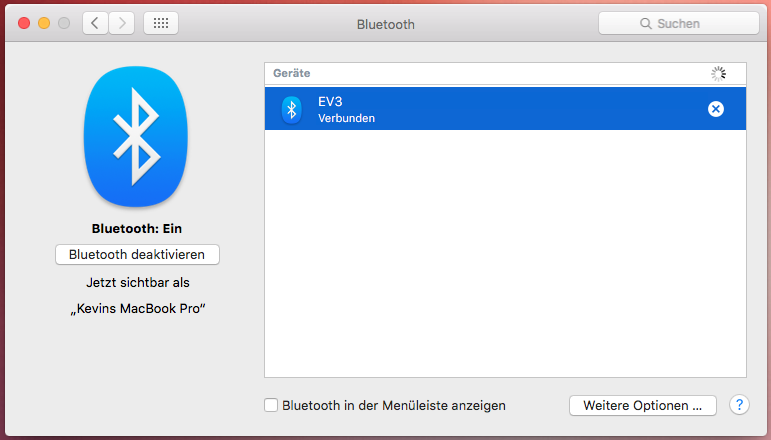 Bluetooth
Suchen
Geräte
EV3
Verbunden
Bluetooth: Ein
Bluetooth deaktivieren
Jetzt sichtbar als
„Kevins MacBook Pro“
Bluetooth in der Menüleiste anzeigen
Weitere Optionen ...
?